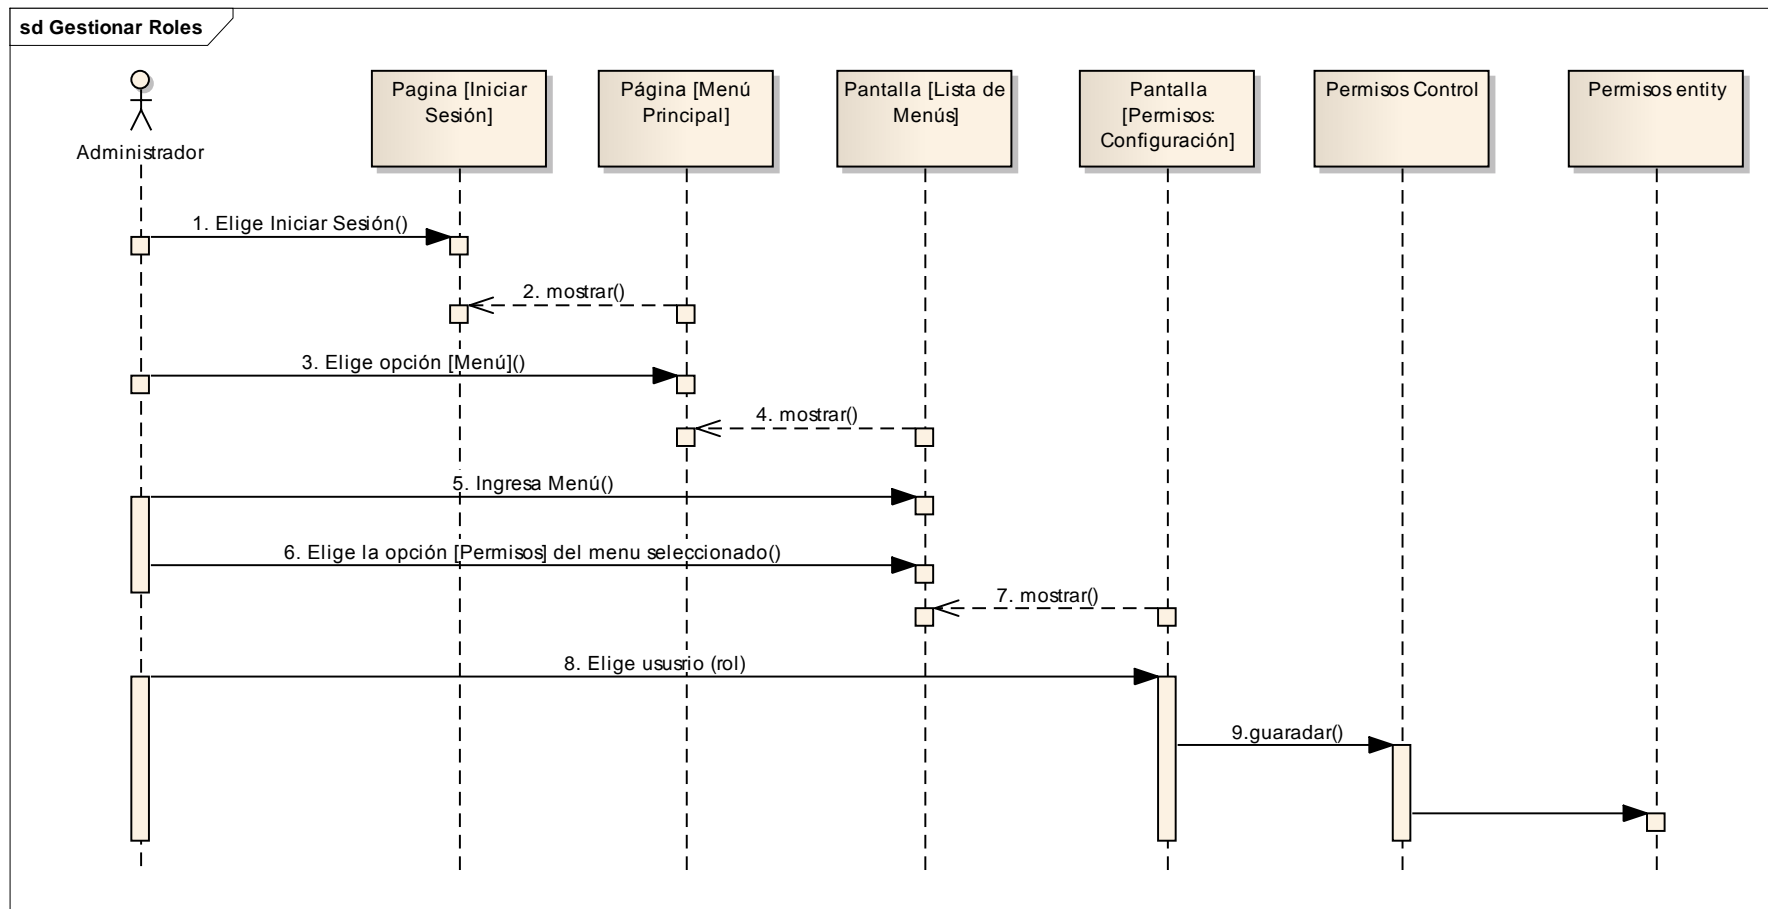 sd Gestionar Roles
Administrador
Pagina [Iniciar
Sesión]
Página [Menú
Principal]
Pantalla [Lista de
Menús]
Pantalla
[Permisos:
Configuración]
Permisos Control
Permisos entity
1. Elige Iniciar Sesión()
2. mostrar()
3. Elige opción [Menú]()
4. mostrar()
5. Ingresa Menú()
6. Elige la opción [Permisos] del menu seleccionado()
7. mostrar()
8. Elige ususrio (rol)
9.guaradar()